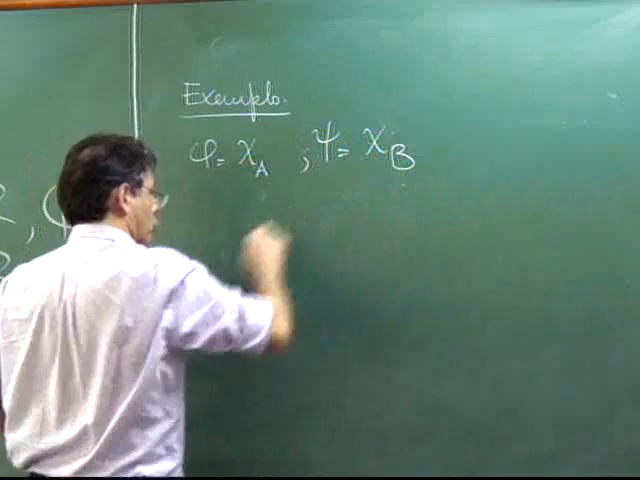 Exemplo.
φ = χ_A ; ψ = χ_B